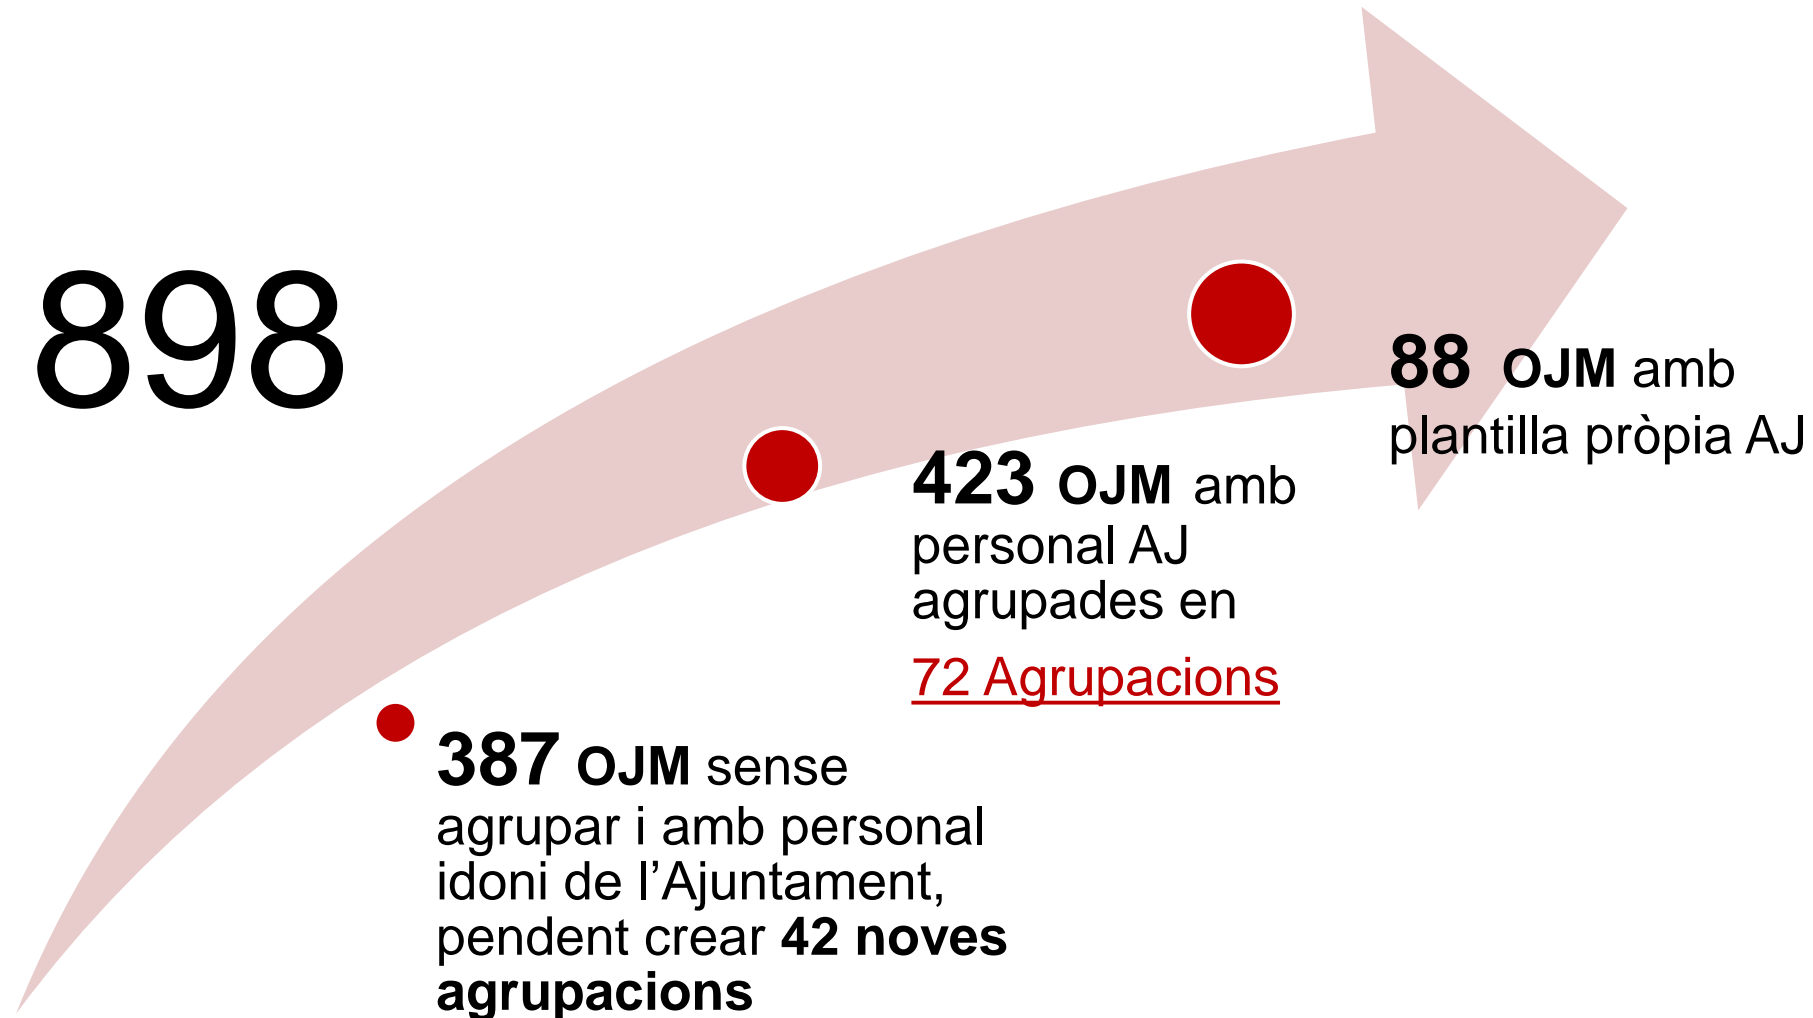 898
88 OJM amb
plantilla pròpia AJ
423 OJM amb
personal AJ
agrupades en
72 Agrupacions
387 OJM sense
agrupar i amb personal
idoni de l’Ajuntament,
pendent crear 42 noves
agrupacions